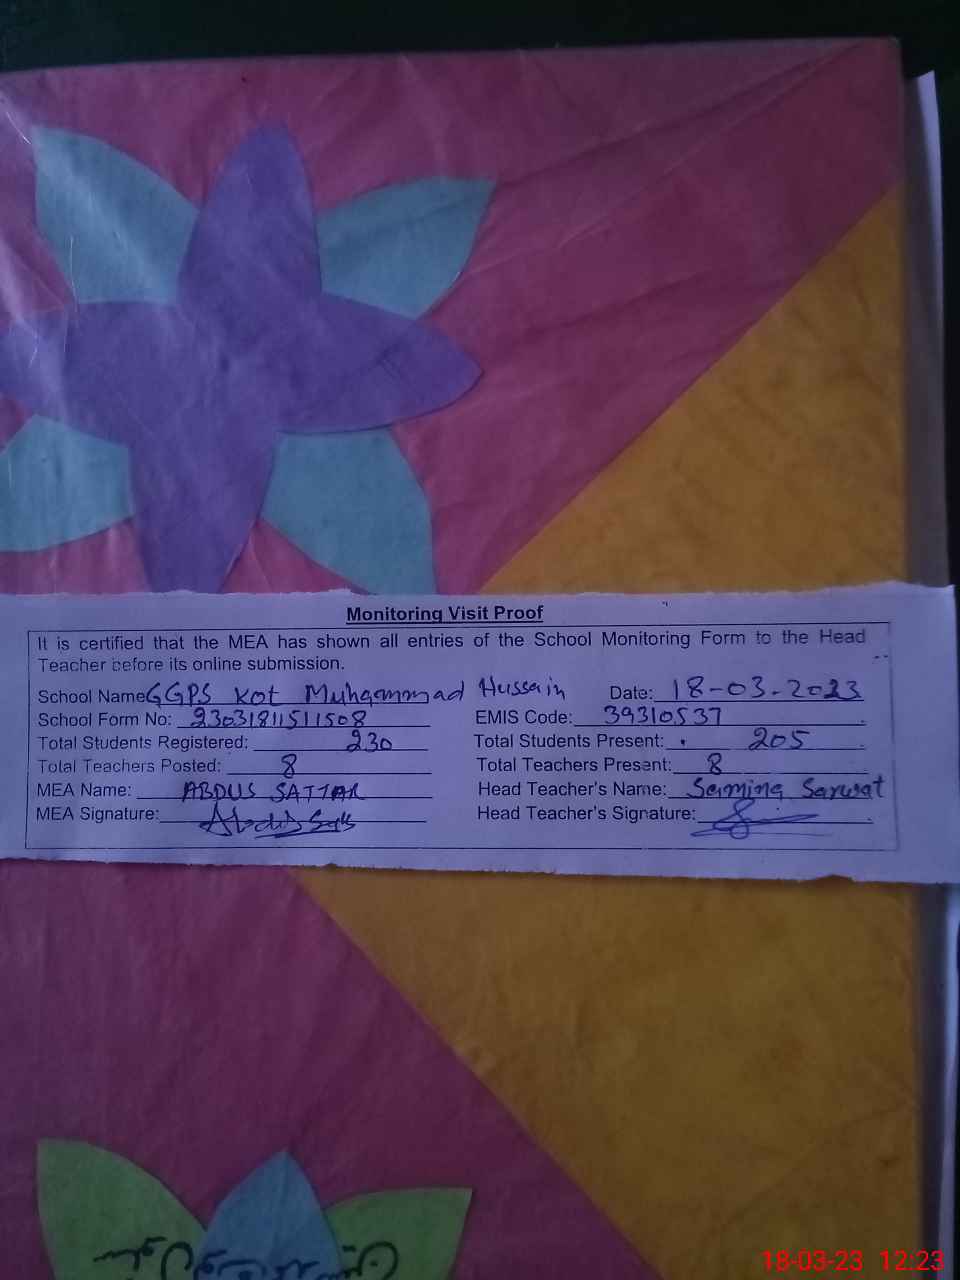 Monitoring Visit Proof
It is certified that the MEA has shown all entries of the School Monitoring Form to the Head
Teacher before its online submission.
School Name GGPS Kot Muhammad Hussain Date: 18-03-2023
School Form No: 23031811511508 EMIS Code: 39310537
Total Students Registered: 230 Total Students Present: 205
Total Teachers Posted: 8 Total Teachers Present: 8
MEA Name: ABDUS SATTAR Head Teacher's Name: Samina Sarwat
MEA Signature: Head Teacher's Signature:
18-03-23 12:23